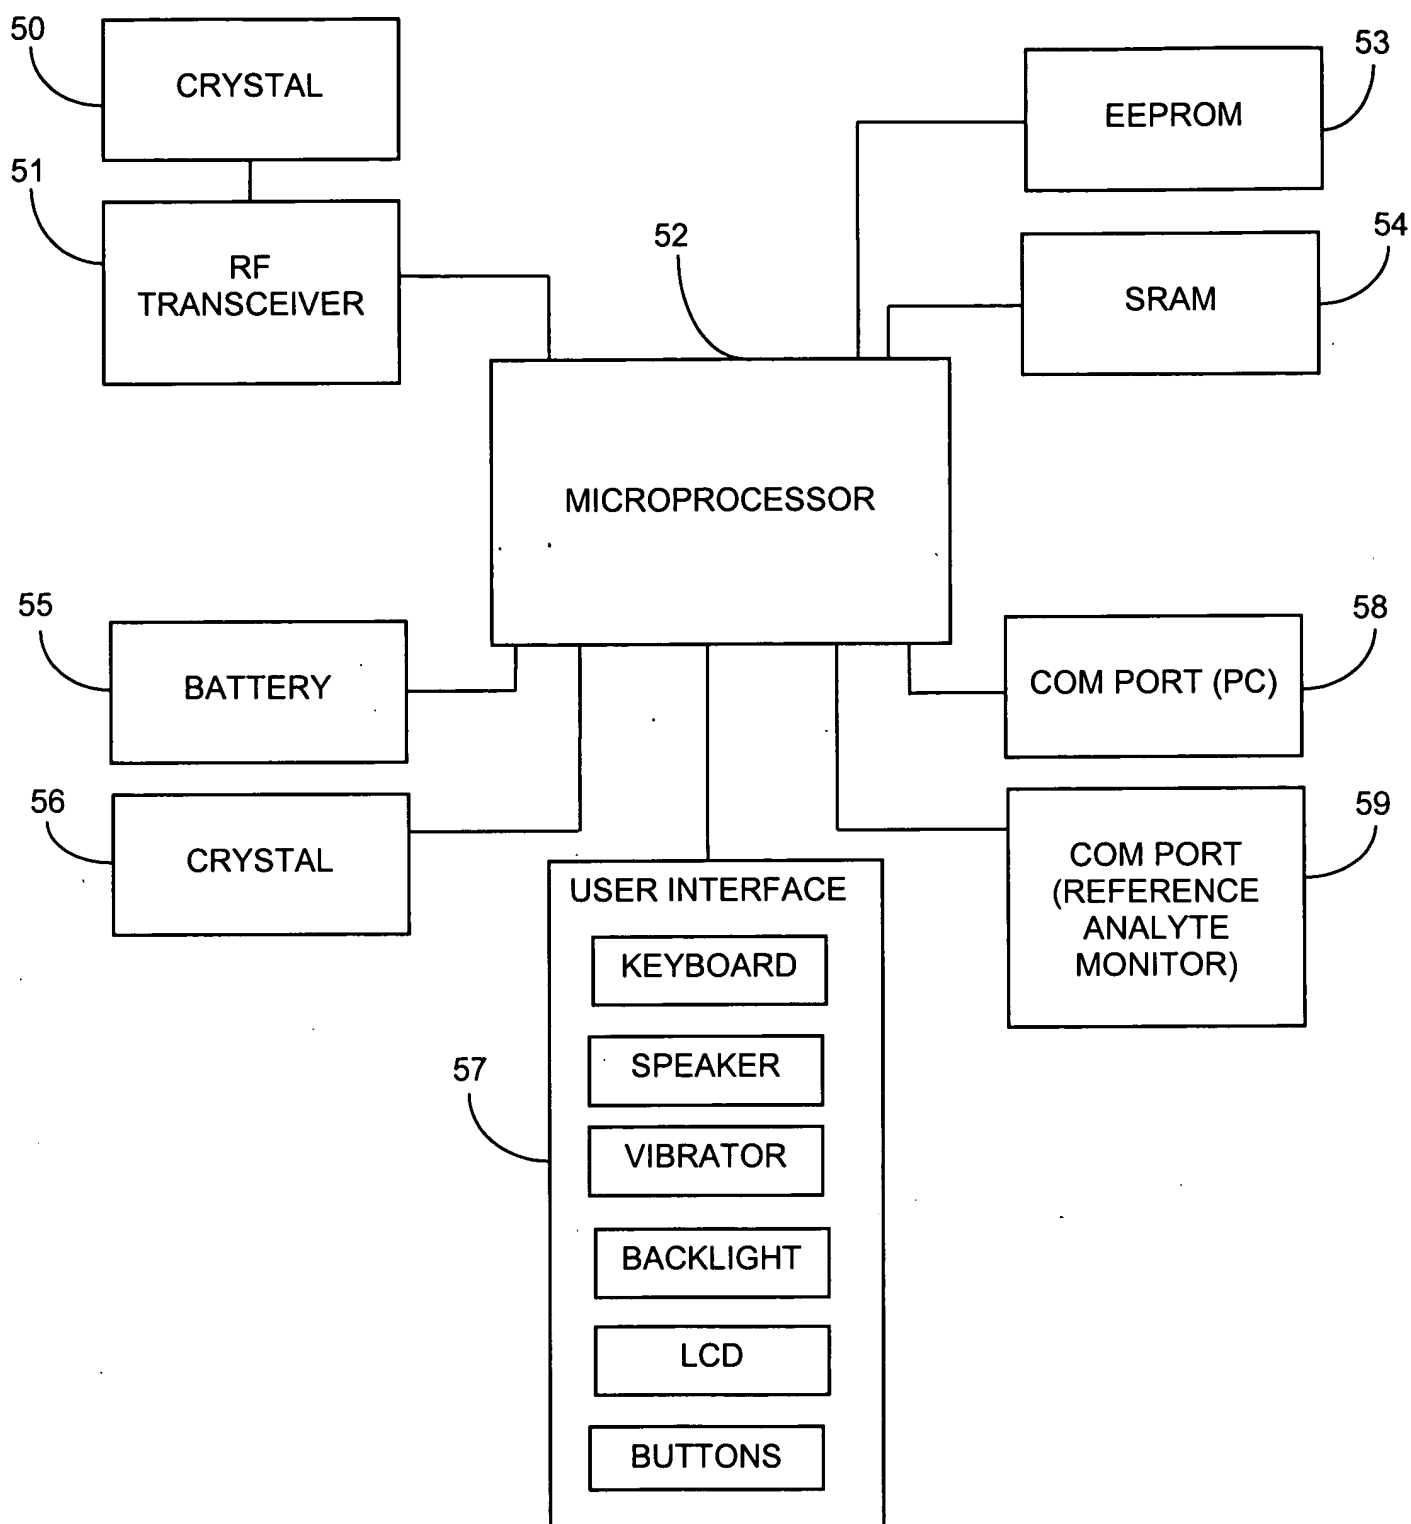 50
CRYSTAL
51
RF
TRANSCEIVER
52
53
EEPROM
54
SRAM
MICROPROCESSOR
55
BATTERY
56
CRYSTAL
58
COM PORT (PC)
59
COM PORT
(REFERENCE
ANALYTE
MONITOR)
57
USER INTERFACE
KEYBOARD
SPEAKER
VIBRATOR
BACKLIGHT
LCD
BUTTONS